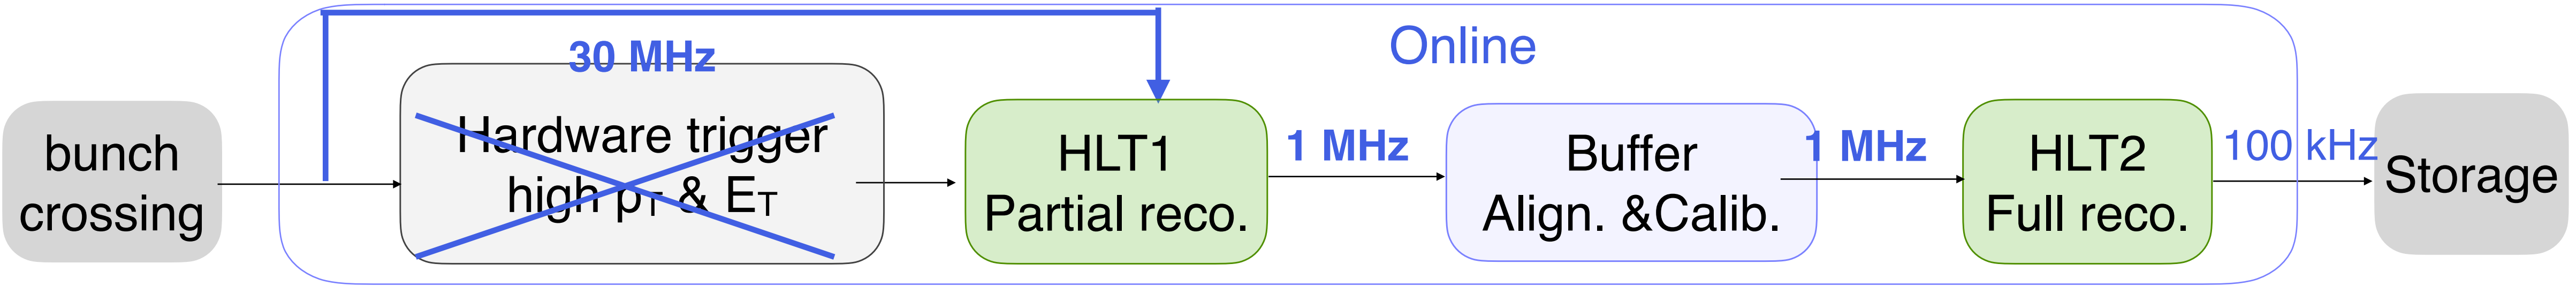 30 MHz
Online
bunch
crossing
Hardware trigger
high pT & ET
HLT1
Partial reco.
1 MHz
Buffer
Align. &Calib.
1 MHz
HLT2
Full reco.
100 kHz
Storage